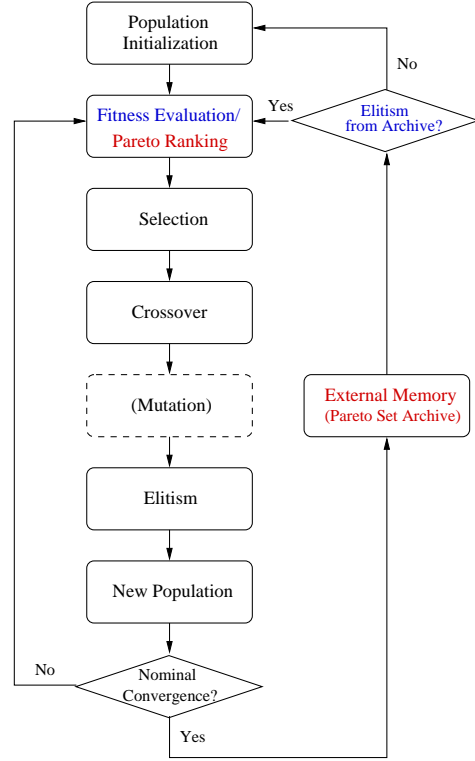 Population
Initialization
No
Fitness Evaluation/
Pareto Ranking
Yes
Elitism
from Archive?
Selection
Crossover
(Mutation)
External Memory
(Pareto Set Archive)
Elitism
New Population
No
Nominal
Convergence?
Yes